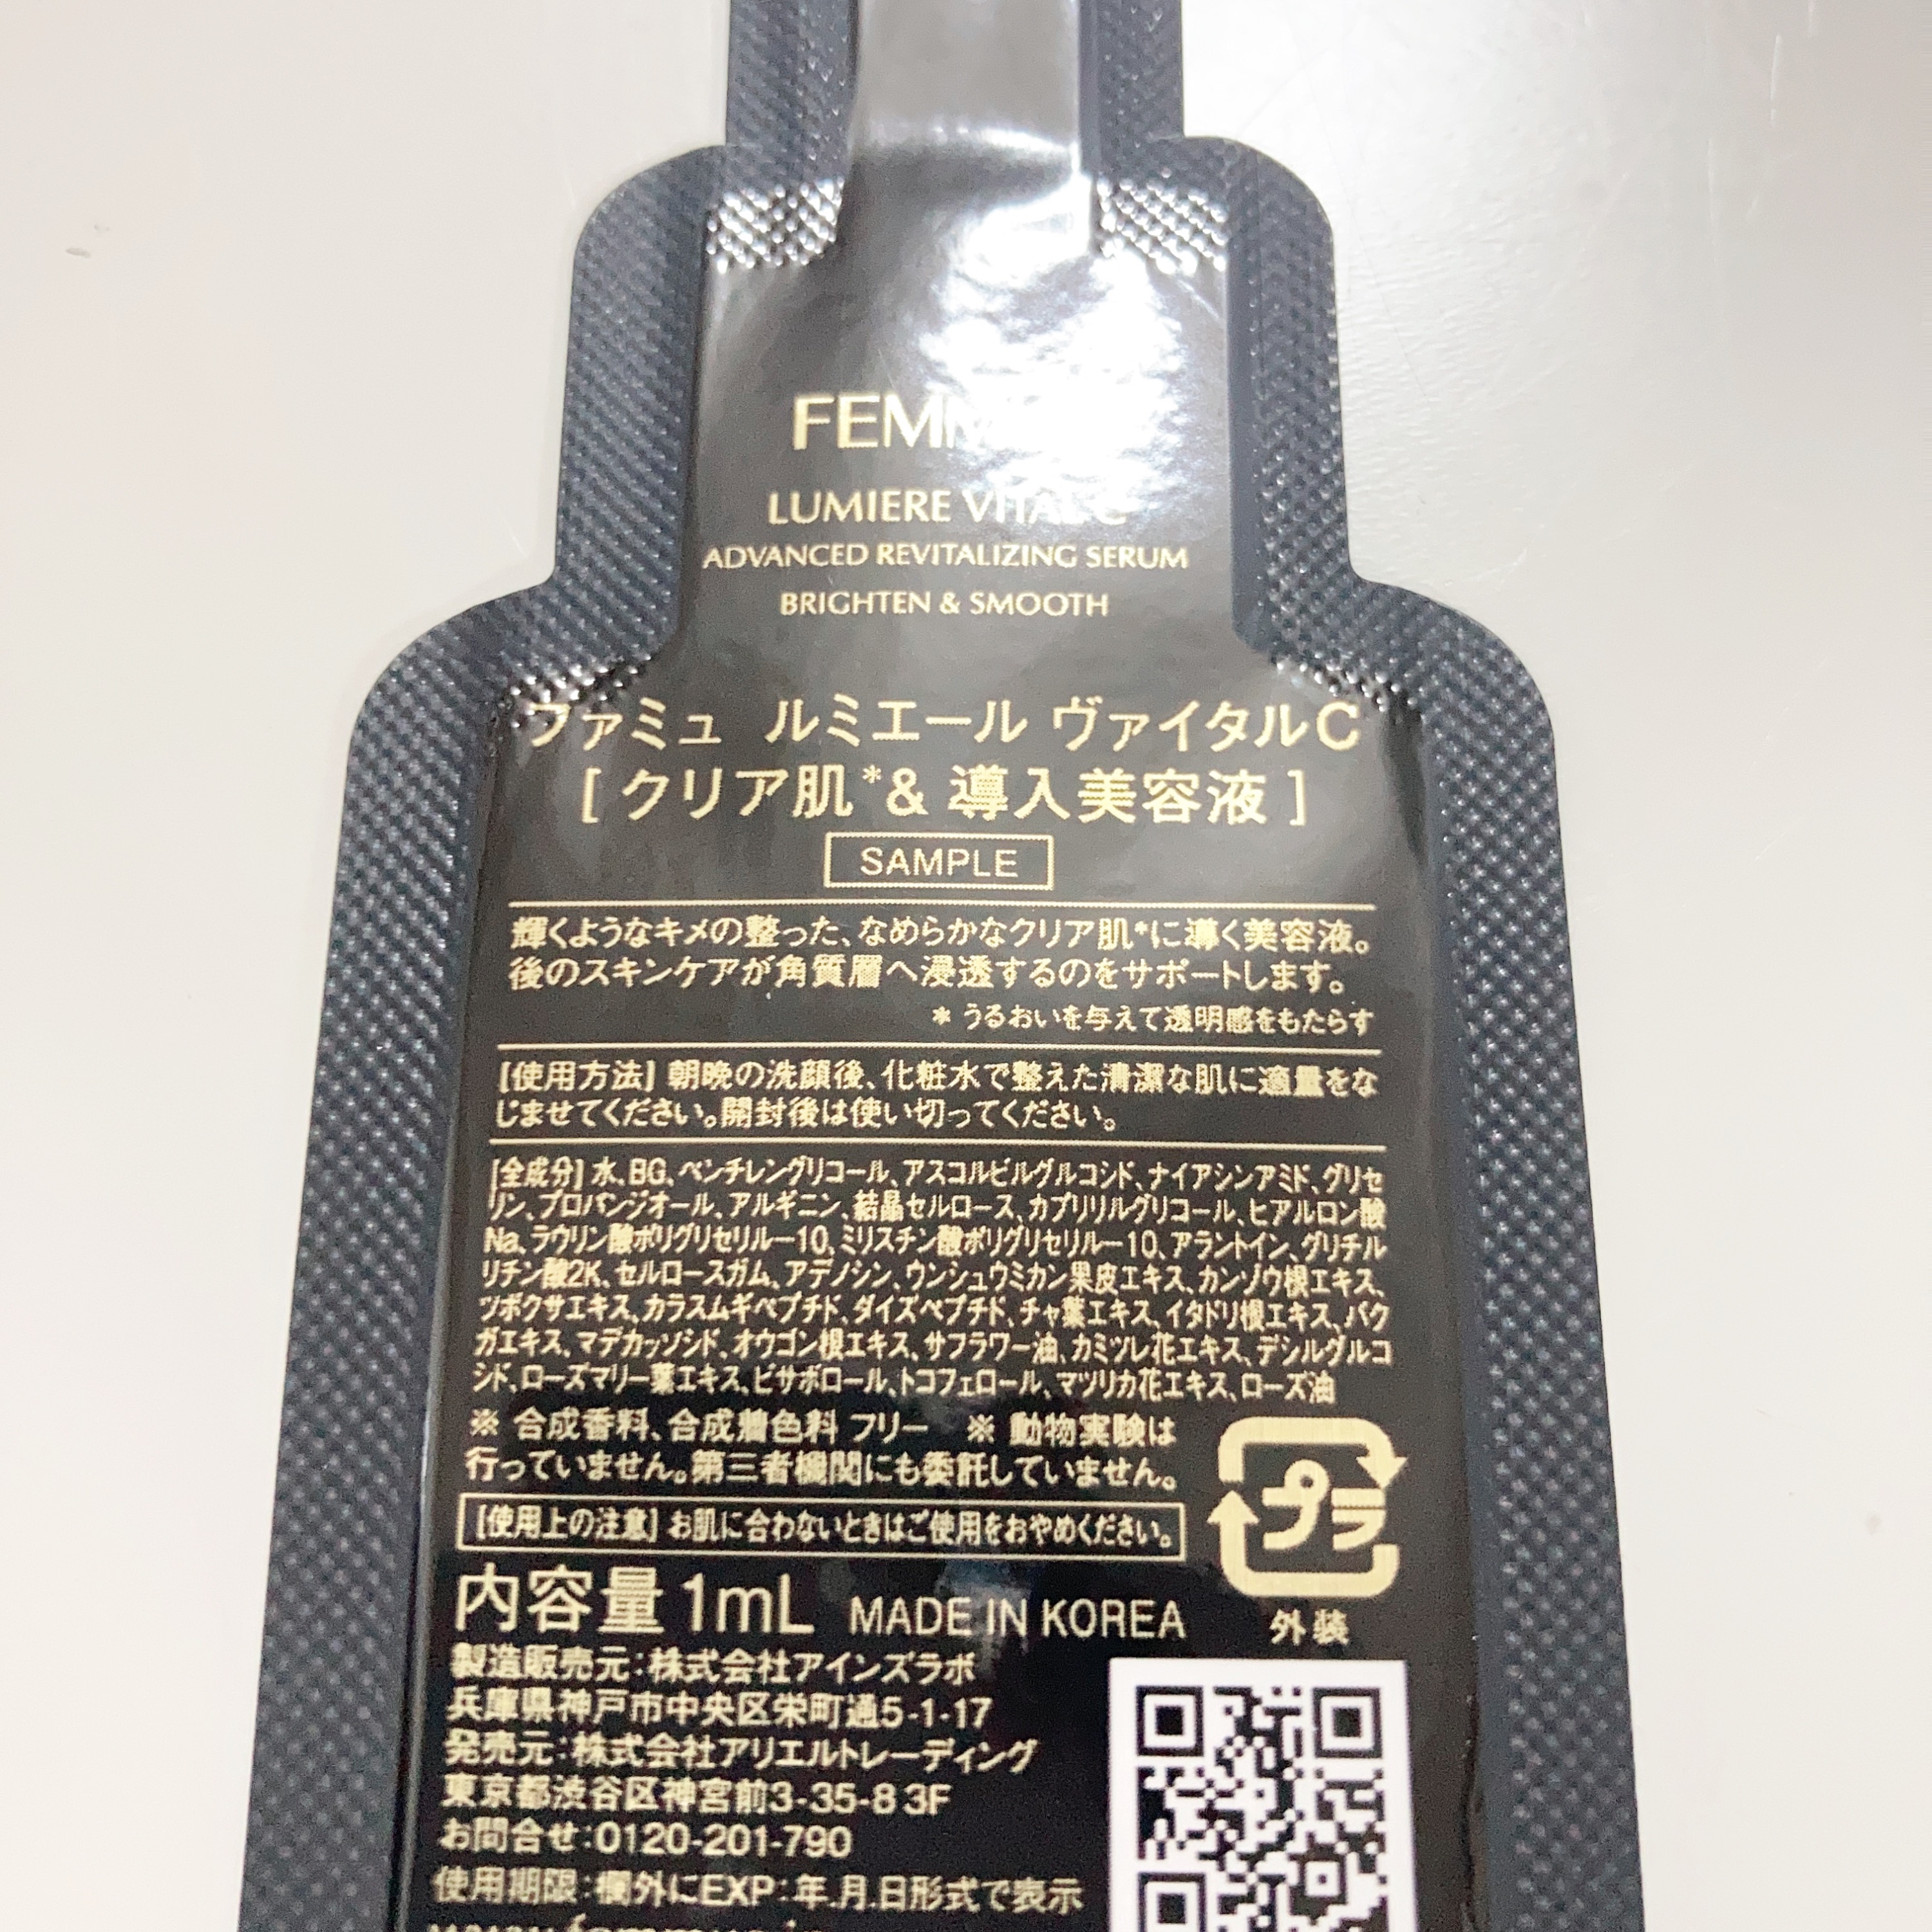 LUMIERE VITAL C
ADVANCED REVITALIZING SERUM
BRIGHTEN & SMOOTH
ファミュ ルミエール ヴァイタルC
[ クリア肌*& 導入美容液 ]
SAMPLE
輝くようなキメの整った、なめらかなクリア肌*に導く美容液。
後のスキンケアが角質層へ浸透するのをサポートします。
* うるおいを与えて透明感をもたらす
[使用方法] 朝晩の洗顔後、化粧水で整えた清潔な肌に適量をな
じませてください。開封後は使い切ってください。
[全成分] 水、BG、ペンチレングリコール、アスコルビルグルコシド、ナイアシンアミド、グリセ
リン、プロパンジオール、アルギニン、結晶セルロース、カプリリルグリコール、ヒアルロン酸
Na、ラウリン酸ポリグリセリル−10、ミリスチン酸ポリグリセリル−10、アラントイン、グリチル
リチン酸2K、セルロースガム、アデノシン、ウンシュウミカン果皮エキス、カンゾウ根エキス、
ツボクサエキス、カラスムギペプチド、ダイズペプチド、チャ葉エキス、イタドリ根エキス、バク
ガエキス、マデカッソシド、オウゴン根エキス、サフラワー油、カミツレ花エキス、デシルグルコ
シド、ローズマリー葉エキス、ビサボロール、トコフェロール、マツリカ花エキス、ローズ油
※ 合成香料、合成着色料 フリー ※ 動物実験は
行っていません。第三者機関にも委託していません。
プラ
外装
[使用上の注意] お肌に合わないときはご使用をおやめください。
内容量 1mL MADE IN KOREA
製造販売元：株式会社アインズラボ
兵庫県神戸市中央区栄町通5-1-17
発売元：株式会社アリエルトレーディング
東京都渋谷区神宮前3-35-8 3F
お問合せ：0120-201-790
使用期限：欄外にEXP：年.月.日形式で表示